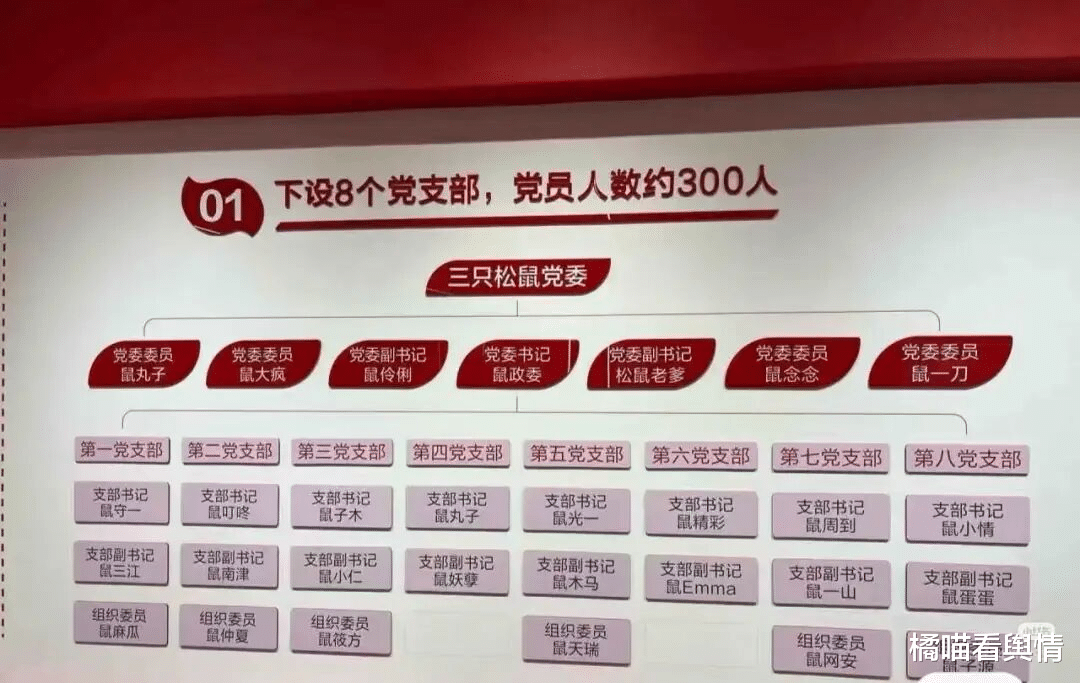 01
下设8个党支部，党员人数约300人
三只松鼠党委
党委委员
鼠丸子
党委委员
鼠大疯
党委副书记
鼠伶俐
党委书记
鼠政委
党委副书记
松鼠老爹
党委委员
鼠念念
党委委员
鼠一刀
第一党支部
第二党支部
第三党支部
第四党支部
第五党支部
第六党支部
第七党支部
第八党支部
支部书记
鼠守一
支部书记
鼠叮咚
支部书记
鼠子木
支部书记
鼠丸子
支部书记
鼠光一
支部书记
鼠精彩
支部书记
鼠周到
支部书记
鼠小情
支部副书记
鼠三江
支部副书记
鼠南津
支部副书记
鼠小仁
支部副书记
鼠妖孽
支部副书记
鼠木马
支部副书记
鼠Emma
支部副书记
鼠一山
支部副书记
鼠蛋蛋
组织委员
鼠麻瓜
组织委员
鼠仲夏
组织委员
鼠筱方
组织委员
鼠天瑞
组织委员
鼠网安
橘喵看舆情